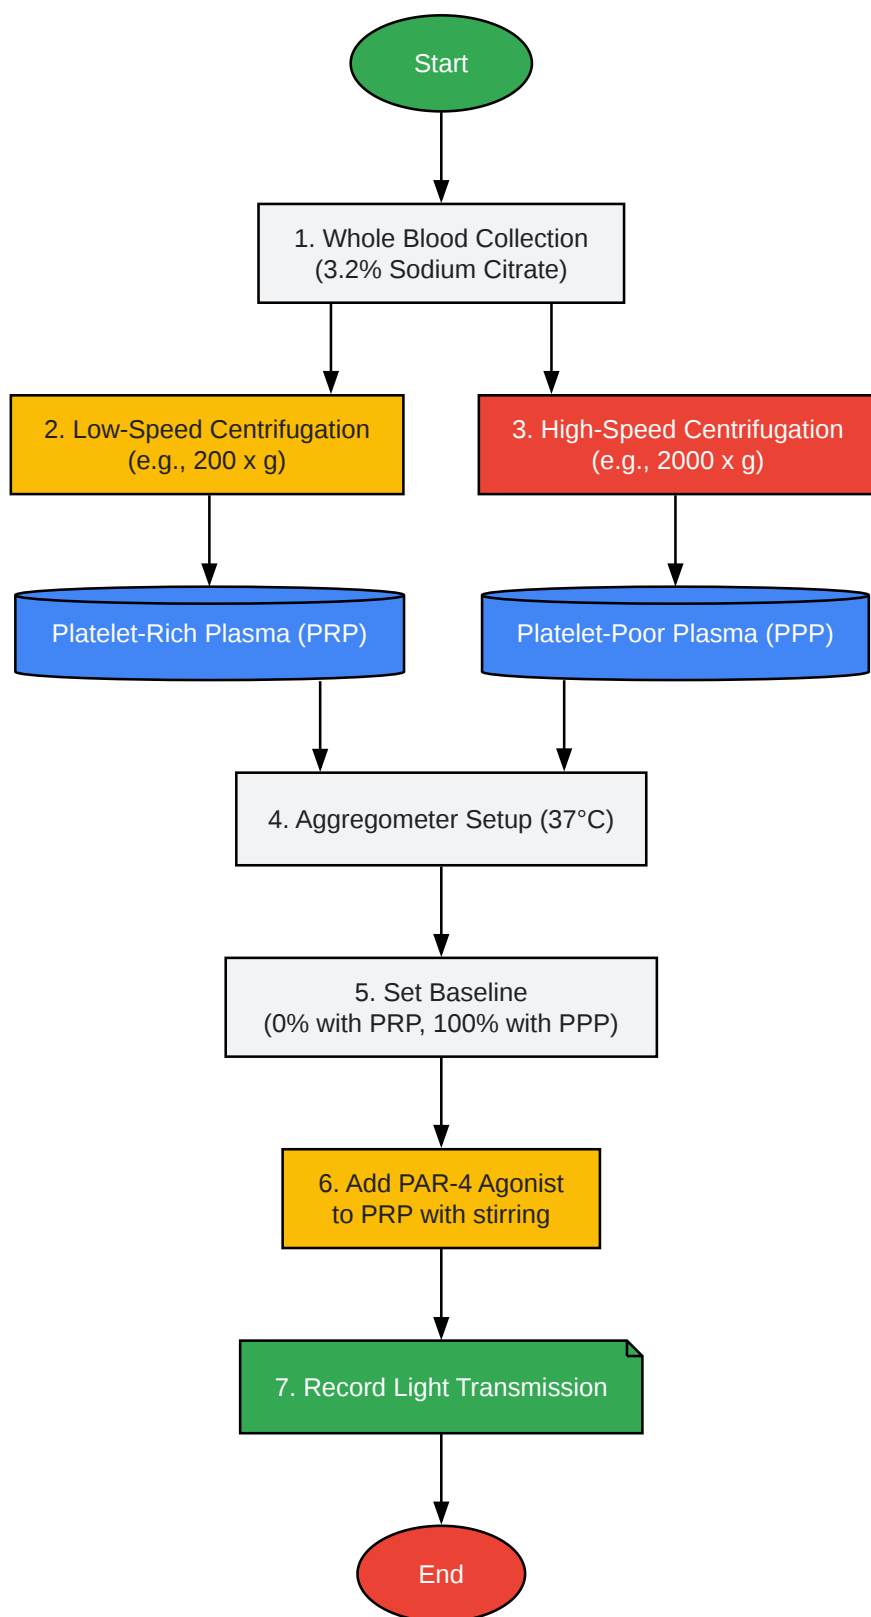 Start
1. Whole Blood Collection
(3.2% Sodium Citrate)
2. Low-Speed Centrifugation
(e.g., 200 x g)
3. High-Speed Centrifugation
(e.g., 2000 x g)
Platelet-Rich Plasma (PRP)
Platelet-Poor Plasma (PPP)
4. Aggregometer Setup (37°C)
5. Set Baseline
(0% with PRP, 100% with PPP)
6. Add PAR-4 Agonist
to PRP with stirring
7. Record Light Transmission
End